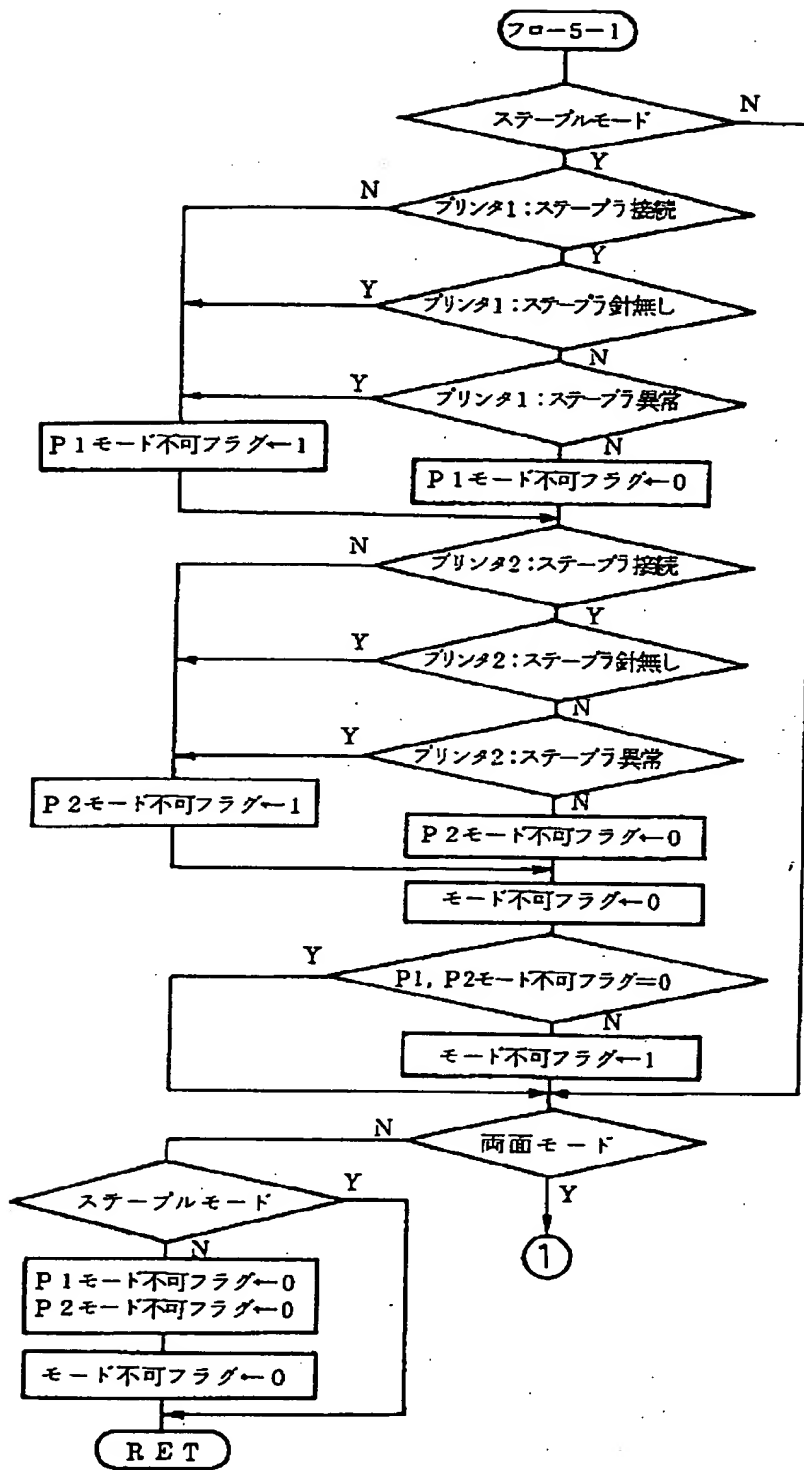 フロー5-1
ステープルモード
N
Y
プリンタ1:ステープラ接続
N
Y
プリンタ1:ステープラ針無し
Y
N
プリンタ1:ステープラ異常
Y
N
P1モード不可フラグ←1
P1モード不可フラグ←0
プリンタ2:ステープラ接続
N
Y
プリンタ2:ステープラ針無し
Y
N
プリンタ2:ステープラ異常
Y
N
P2モード不可フラグ←1
P2モード不可フラグ←0
モード不可フラグ←0
P1, P2モード不可フラグ=0
Y
N
モード不可フラグ←1
両面モード
N
Y
①
ステープルモード
Y
N
P1モード不可フラグ←0
P2モード不可フラグ←0
モード不可フラグ←0
RET